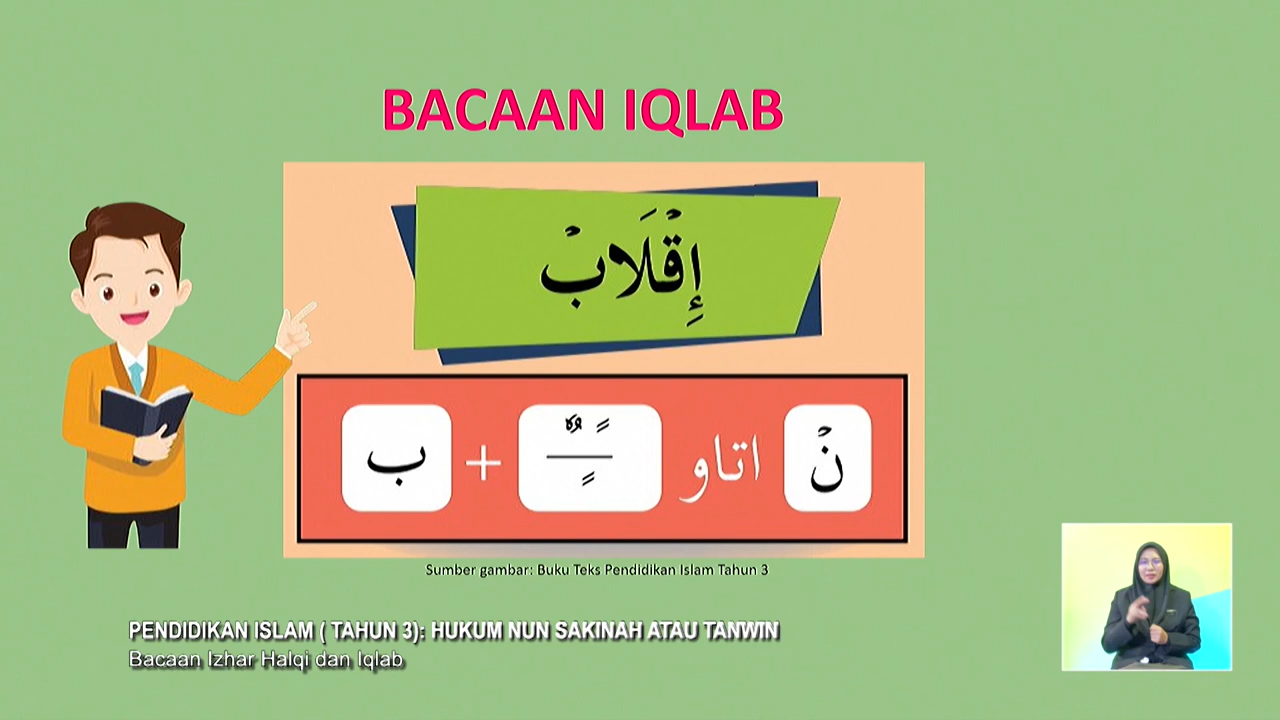 BACAAN IQLAB
إِقْلَابْ
نْ اتاو ـًــٌــٍ + ب
Sumber gambar: Buku Teks Pendidikan Islam Tahun 3
PENDIDIKAN ISLAM ( TAHUN 3): HUKUM NUN SAKINAH ATAU TANWIN
Bacaan Izhar Halqi dan Iqlab